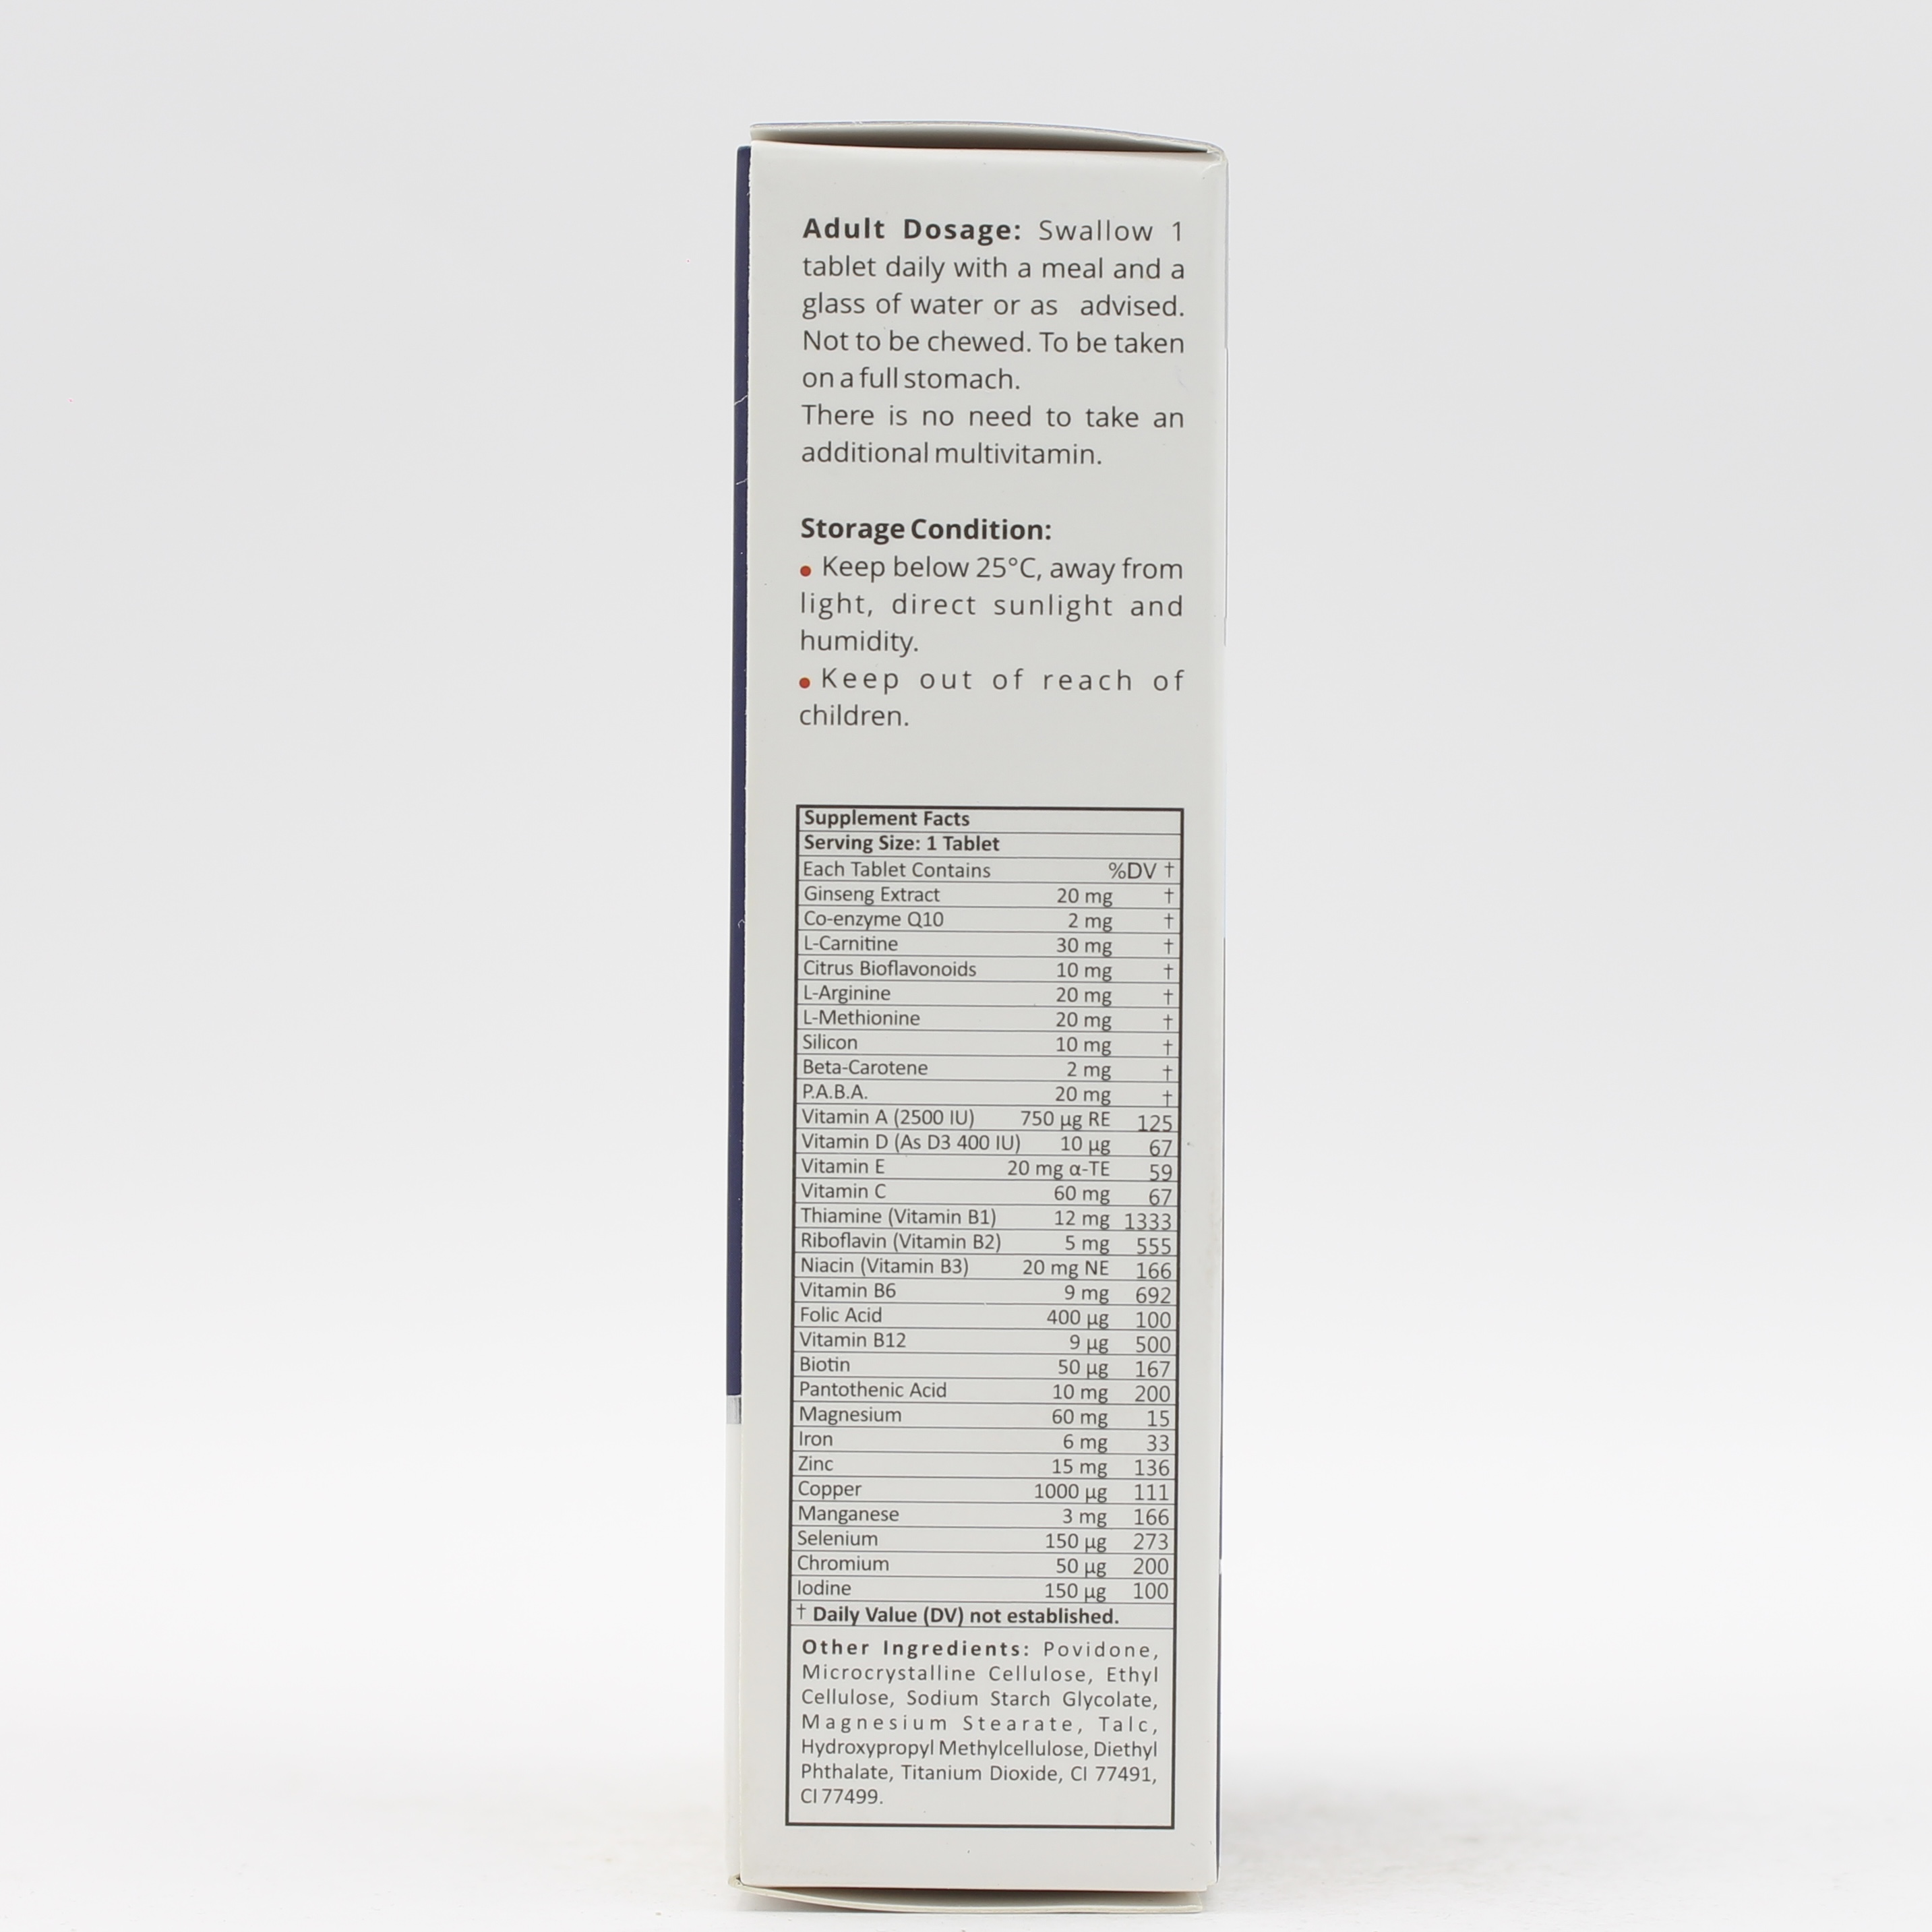 Adult Dosage: Swallow 1
tablet daily with a meal and a
glass of water or as advised.
Not to be chewed. To be taken
on a full stomach.
There is no need to take an
additional multivitamin.
Storage Condition:
• Keep below 25°C, away from
light, direct sunlight and
humidity.
• Keep out of reach of
children.
Supplement Facts
Serving Size: 1 Tablet
Each Tablet Contains %DV †
Ginseng Extract 20 mg †
Co-enzyme Q10 2 mg †
L-Carnitine 30 mg †
Citrus Bioflavonoids 10 mg †
L-Arginine 20 mg †
L-Methionine 20 mg †
Silicon 10 mg †
Beta-Carotene 2 mg †
P.A.B.A. 20 mg †
Vitamin A (2500 IU) 750 µg RE 125
Vitamin D (As D3 400 IU) 10 µg 67
Vitamin E 20 mg α-TE 59
Vitamin C 60 mg 67
Thiamine (Vitamin B1) 12 mg 1333
Riboflavin (Vitamin B2) 5 mg 555
Niacin (Vitamin B3) 20 mg NE 166
Vitamin B6 9 mg 692
Folic Acid 400 µg 100
Vitamin B12 9 µg 500
Biotin 50 µg 167
Pantothenic Acid 10 mg 200
Magnesium 60 mg 15
Iron 6 mg 33
Zinc 15 mg 136
Copper 1000 µg 111
Manganese 3 mg 166
Selenium 150 µg 273
Chromium 50 µg 200
Iodine 150 µg 100
† Daily Value (DV) not established.
Other Ingredients: Povidone,
Microcrystalline Cellulose, Ethyl
Cellulose, Sodium Starch Glycolate,
Magnesium Stearate, Talc,
Hydroxypropyl Methylcellulose, Diethyl
Phthalate, Titanium Dioxide, CI 77491,
CI 77499.